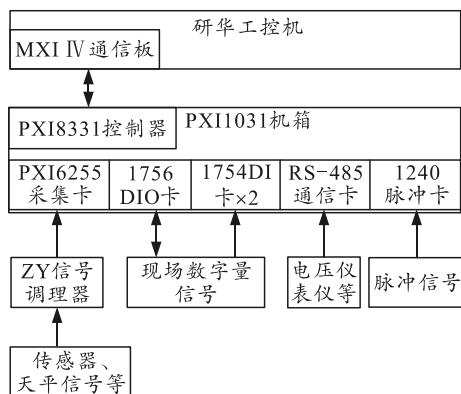 研华工控机
MXI Ⅳ通信板
PXI8331控制器
PXI1031机箱
PXI6255
采集卡
1756
DIO卡
1754DI
卡×2
RS-485
通信卡
1240
脉冲卡
ZY信号
调理器
现场数字量
信号
电压仪
表仪等
脉冲信号
传感器、
天平信号等